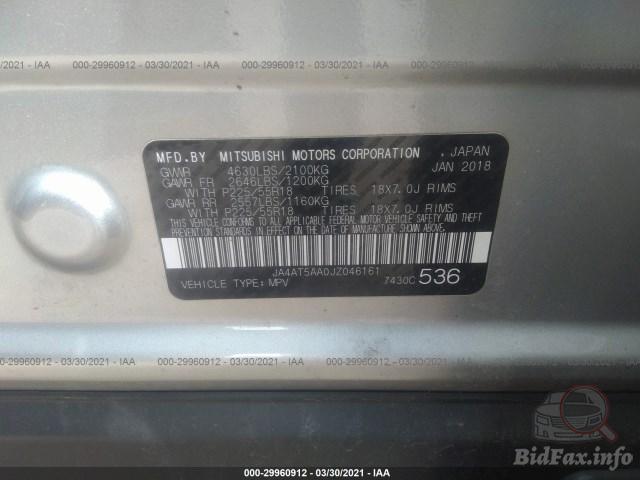 000-29960912 - 03/30/2021 - IAA 000-29960912 - 03/30/2021 - IAA 000-29960912 - 03/30/2021 - IAA
MFD.BY MITSUBISHI MOTORS CORPORATION . JAPAN
GVWR 4630LBS/2100KG JAN 2018
GAWR FR 2646LBS/1200KG
WITH P225/55R18 TIRES 18X7.0J RIMS
GAWR RR 2557LBS/1160KG
WITH P225/55R18 TIRES 18X7.0J RIMS
THIS VEHICLE CONFORMS TO ALL APPLICABLE FEDERAL MOTOR VEHICLE SAFETY AND THEFT
PREVENTION STANDARDS IN EFFECT ON THE DATE OF MANUFACTURE SHOWN ABOVE.
JA4AT5AA0JZ046161
VEHICLE TYPE:MPV 7430C 536
000-29960912 - 03/30/2021 - IAA 000-29960912 - 03/30/2021 - IAA 000-29960912 - 03/30/2021 - IAA
BidFax.info
000-29960912 - 03/30/2021 - IAA